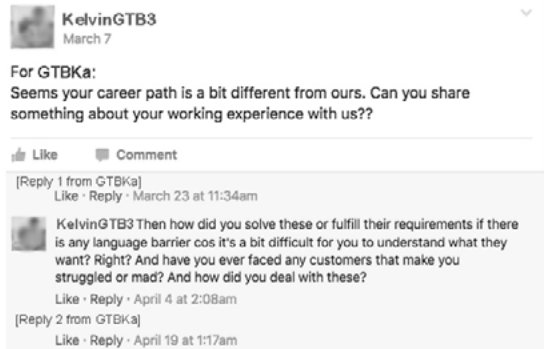 KelvinGTB3
March 7
For GTBKa:
Seems your career path is a bit different from ours. Can you share
something about your working experience with us??
Like Comment
[Reply 1 from GTBKa]
Like · Reply · March 23 at 11:34am
KelvinGTB3 Then how did you solve these or fulfill their requirements if there
is any language barrier cos it's a bit difficult for you to understand what they
want? Right? And have you ever faced any customers that make you
struggled or mad? And how did you deal with these?
Like · Reply · April 4 at 2:08am
[Reply 2 from GTBKa]
Like · Reply · April 19 at 1:17am